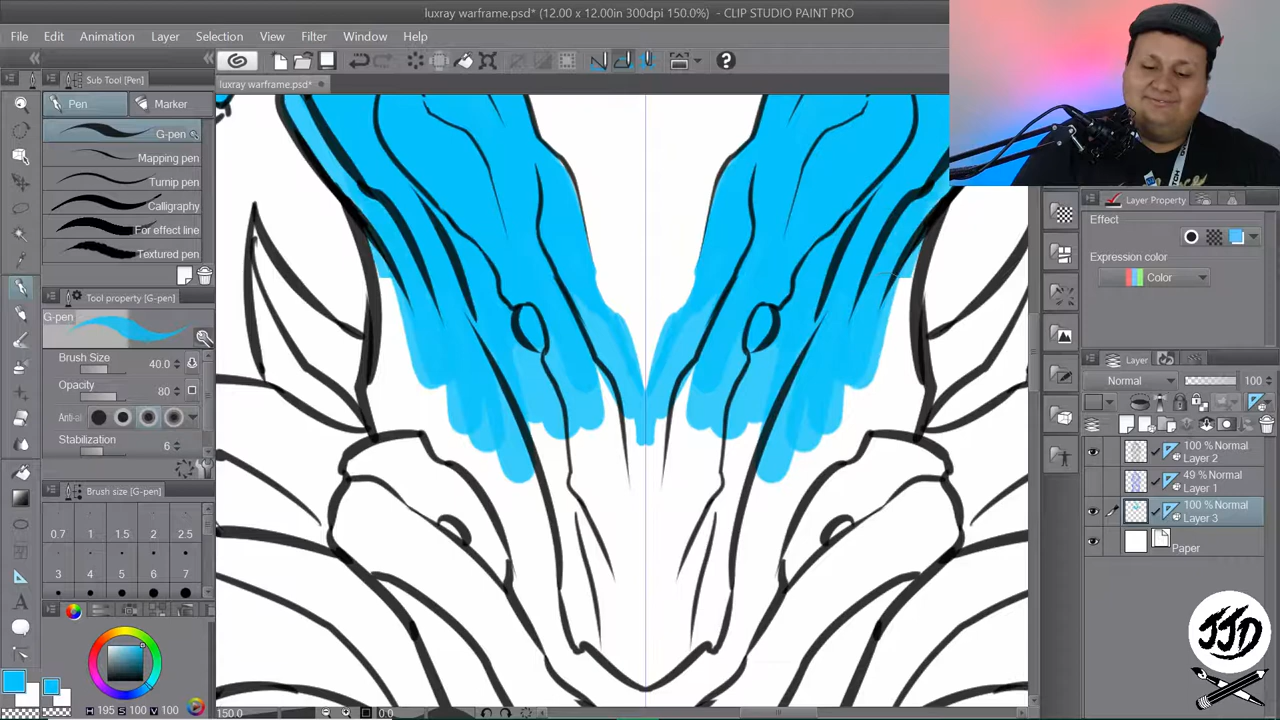 luxray warframe.psd* (12.00 x 12.00in 300dpi 150.0%) - CLIP STUDIO PAINT PRO
File Edit Animation Layer Selection View Filter Window Help
Sub Tool [Pen]
luxray warframe.psd*
Pen Marker
G-pen
Mapping pen
Turnip pen
Calligraphy
For effect line
Textured pen
Tool property [G-pen]
G-pen
Brush Size 40.0
Opacity 80
Anti-al
Stabilization 6
Brush size [G-pen]
0.7 1 1.5 2 2.5
3 4 5 6 7
H 195 S 100 V 100
150.0
0.0
Layer Property
Effect
Expression color
Color
Layer
Normal 100
100 % Normal
Layer 2
49 % Normal
Layer 1
100 % Normal
Layer 3
Paper
JJD